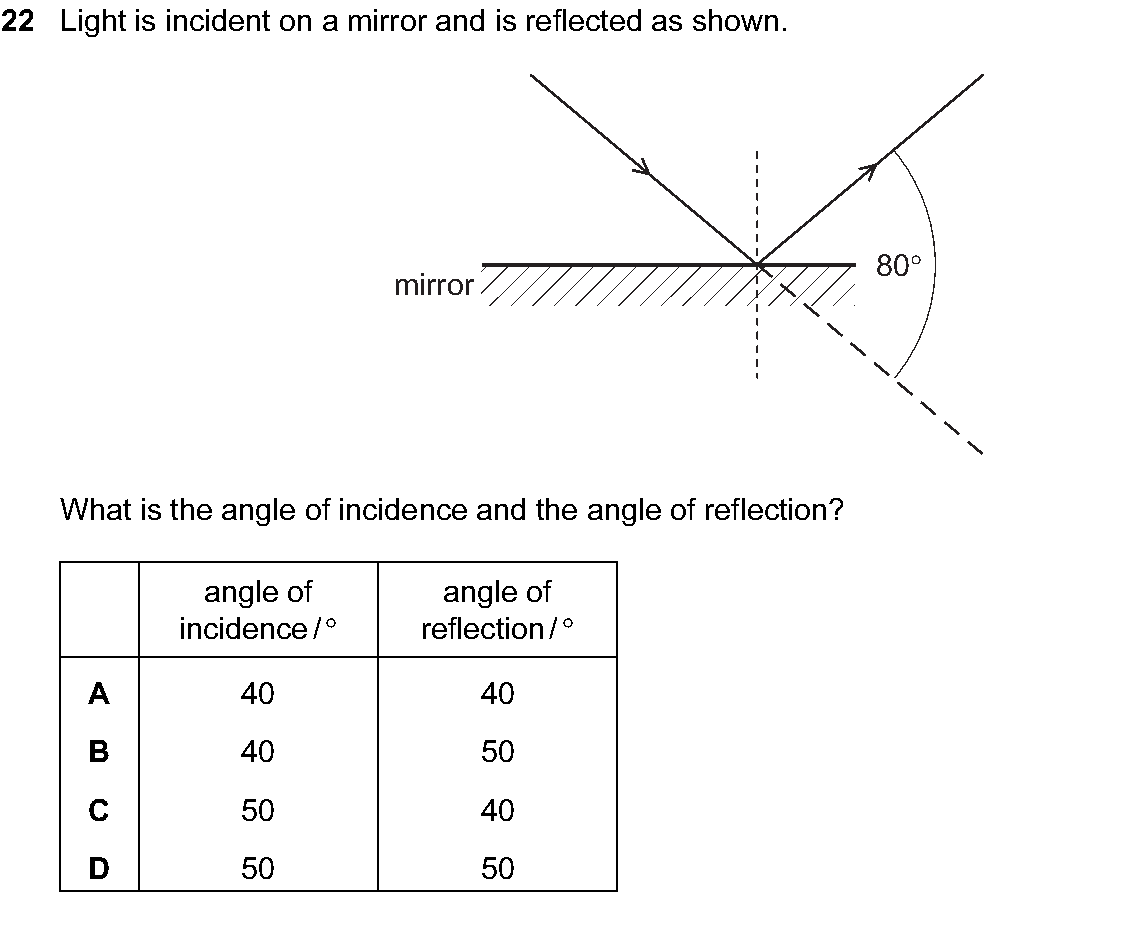 22 Light is incident on a mirror and is reflected as shown.
mirror
80°
What is the angle of incidence and the angle of reflection?
angle of incidence / ° angle of reflection / °
A 40 40
B 40 50
C 50 40
D 50 50